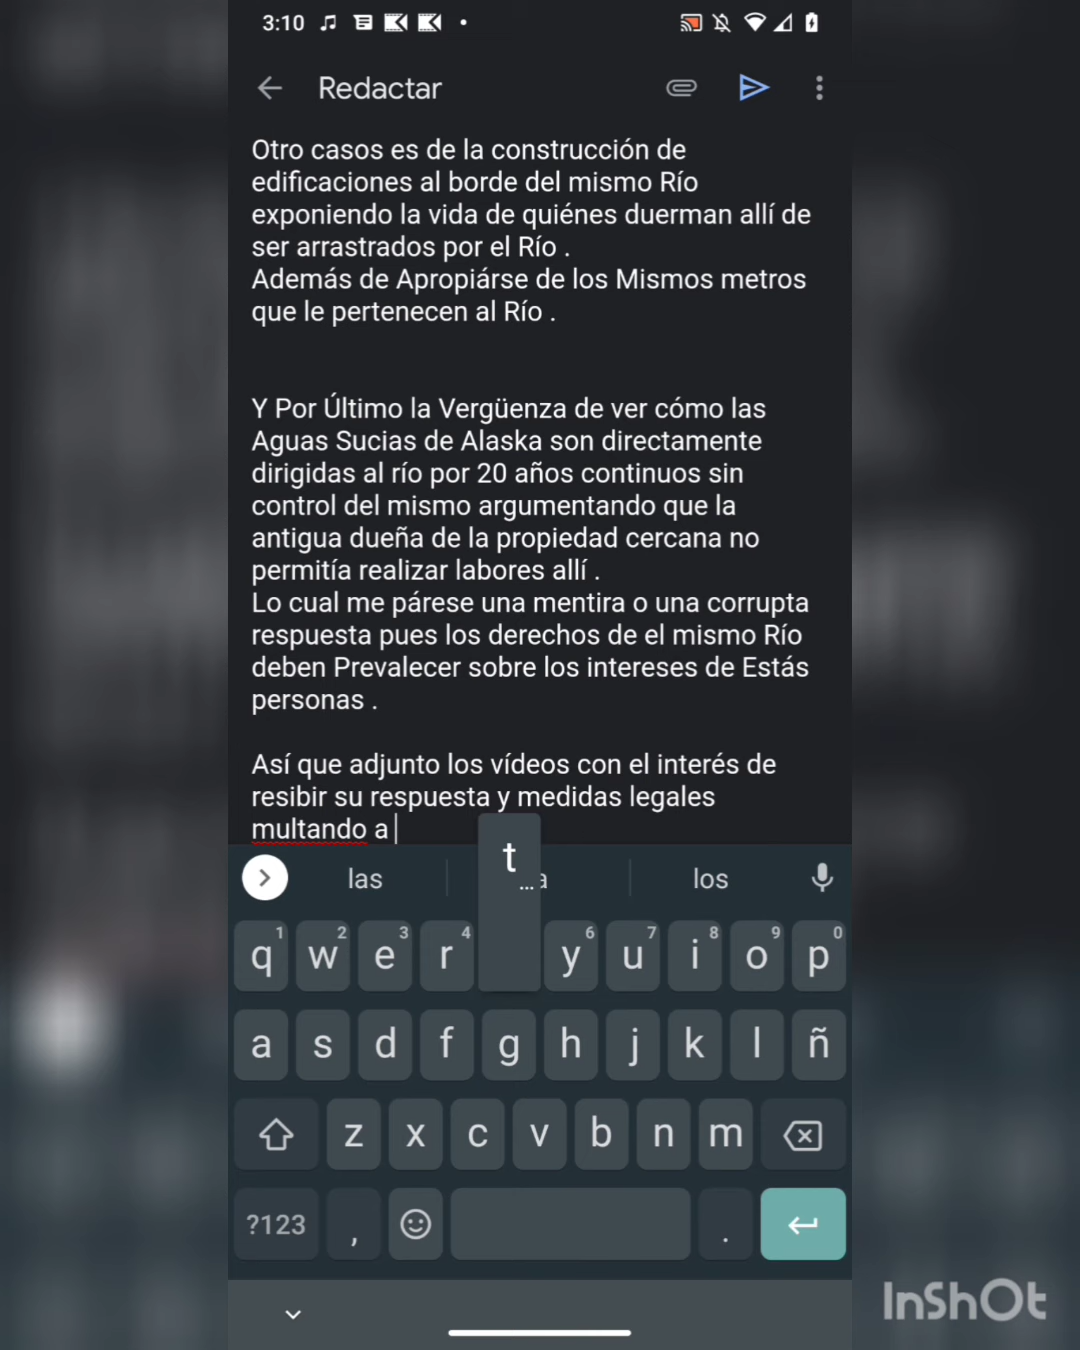 3:10
Redactar
Otro casos es de la construcción de
edificaciones al borde del mismo Río
exponiendo la vida de quiénes duerman allí de
ser arrastrados por el Río .
Además de Apropiárse de los Mismos metros
que le pertenecen al Río .
Y Por Último la Vergüenza de ver cómo las
Aguas Sucias de Alaska son directamente
dirigidas al río por 20 años continuos sin
control del mismo argumentando que la
antigua dueña de la propiedad cercana no
permitía realizar labores allí .
Lo cual me párese una mentira o una corrupta
respuesta pues los derechos de el mismo Río
deben Prevalecer sobre los intereses de Estás
personas .
Así que adjunto los vídeos con el interés de
resibir su respuesta y medidas legales
multando a
las los
t ...
1 2 3 4 6 7 8 9 0
q w e r y u i o p
a s d f g h j k l ñ
z x c v b n m
?123 , .
InShOt